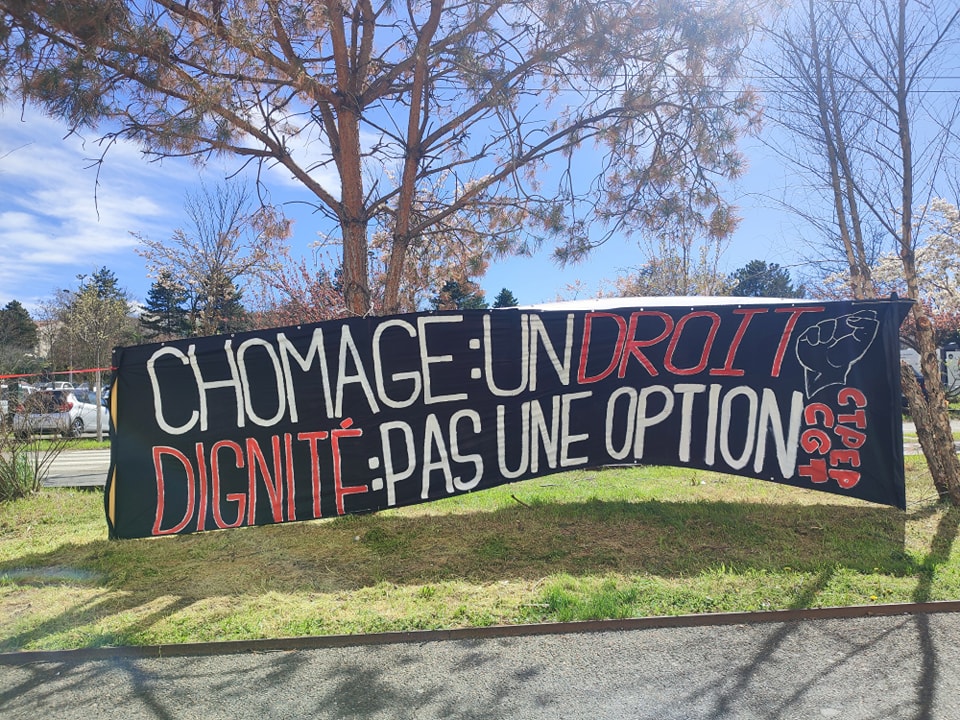 CHOMAGE : UN DROIT
DIGNITÉ : PAS UNE OPTION
CTPEP
CGT